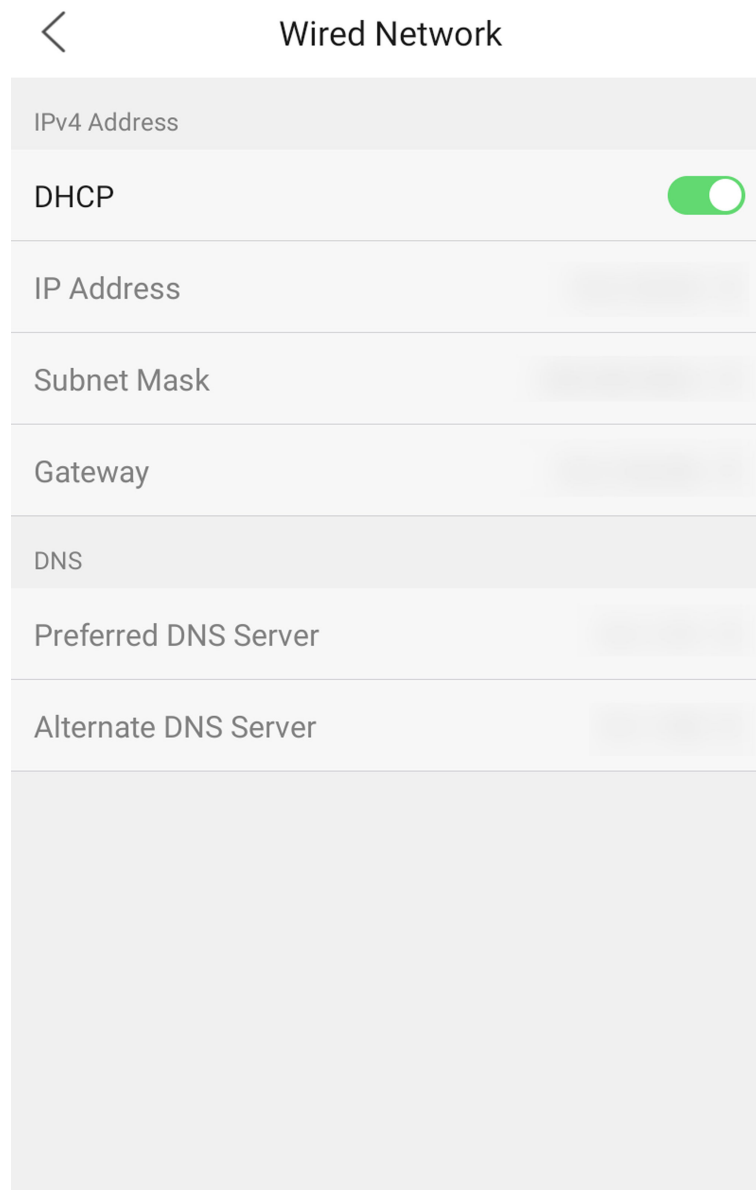 Wired Network
IPv4 Address
DHCP
IP Address
Subnet Mask
Gateway
DNS
Preferred DNS Server
Alternate DNS Server